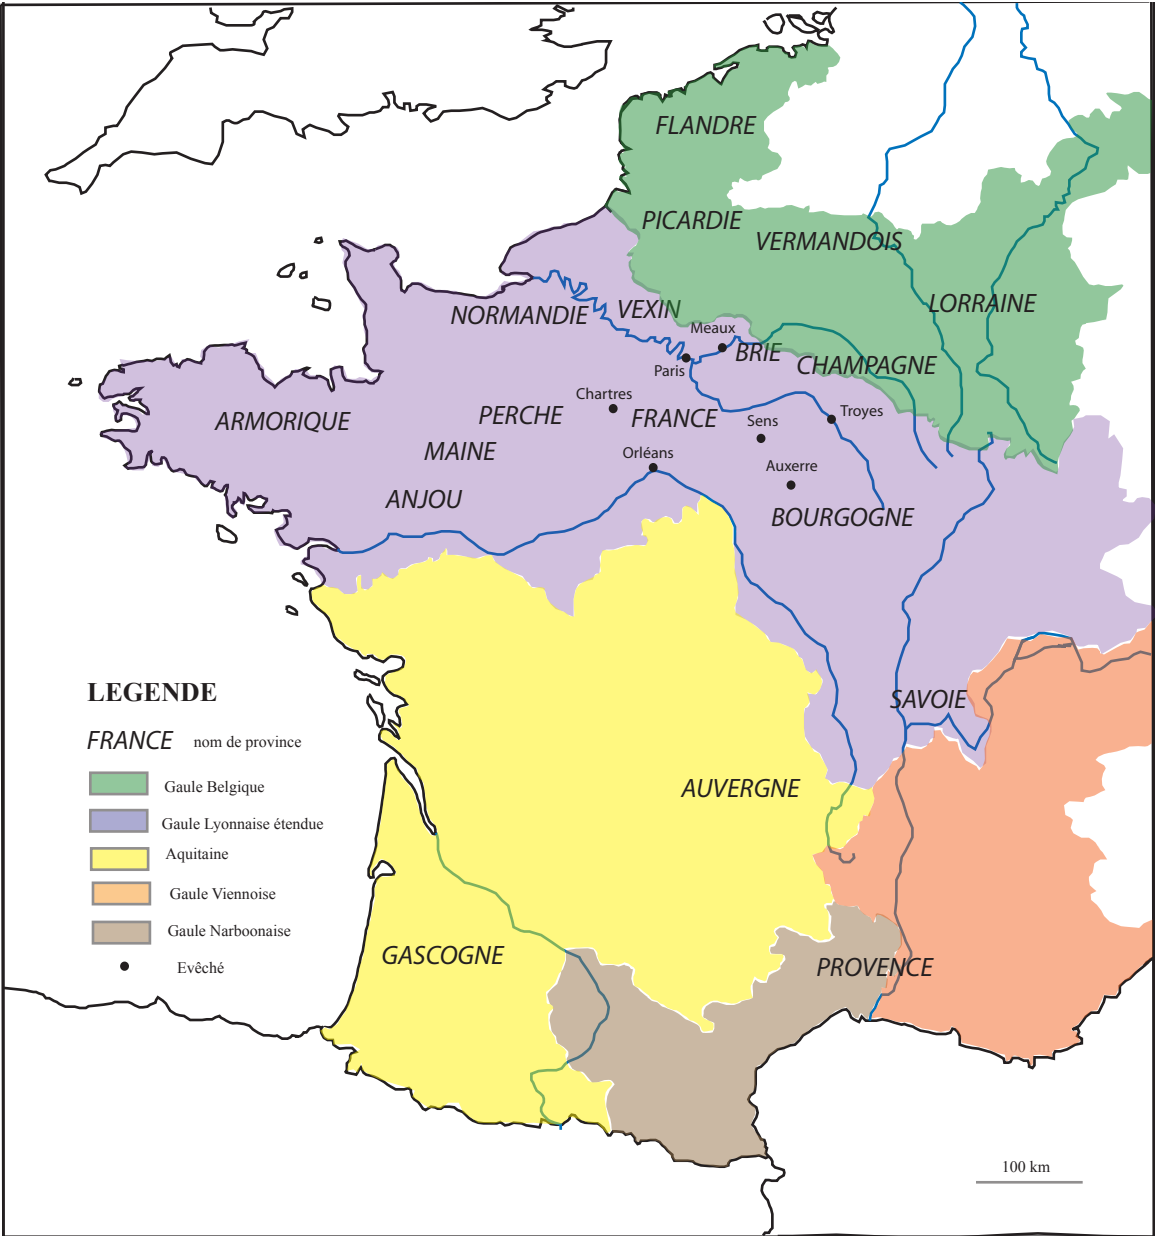 FLANDRE
PICARDIE
VERMANDOIS
LORRAINE
NORMANDIE
VEXIN
Meaux
BRIE
Paris
CHAMPAGNE
Chartres
ARMORIQUE
PERCHE
FRANCE
Sens
Troyes
MAINE
Orléans
Auxerre
ANJOU
BOURGOGNE
SAVOIE
AUVERGNE
GASCOGNE
PROVENCE
LEGENDE
FRANCE nom de province
Gaule Belgique
Gaule Lyonnaise étendue
Aquitaine
Gaule Viennoise
Gaule Narboonaise
Evêché
100 km